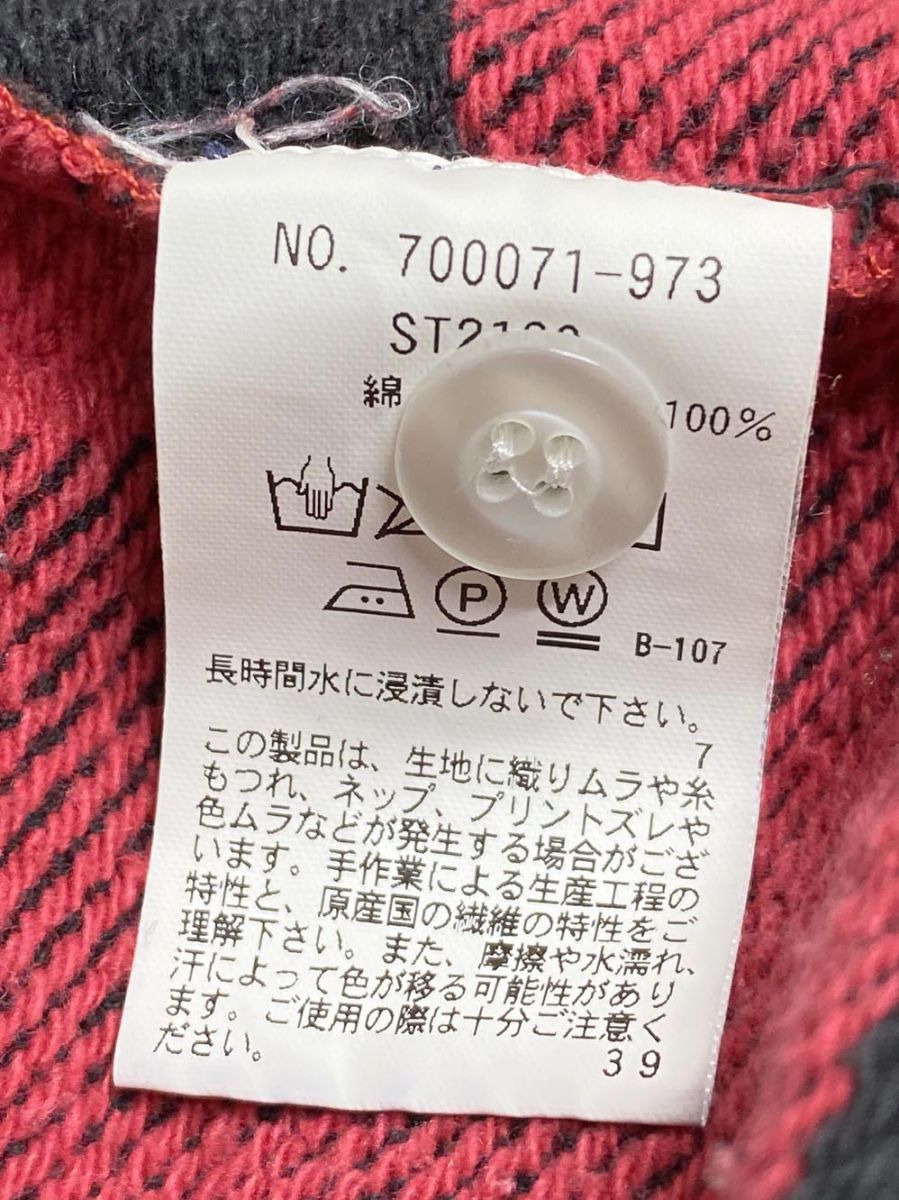 NO. 700071-973
綿 100%
P W B-107
長時間水に浸漬しないで下さい。
7
この製品は、生地に織りムラや糸
もつれ、ネップ、プリントズレや
色ムラなどが発生する場合がござ
います。手作業による生産工程の
特性と、原産国の繊維の特性をご
理解下さい。また、摩擦や水濡れ、
汗によって色が移る可能性があり
ます。ご使用の際は十分ご注意く
ださい。 39